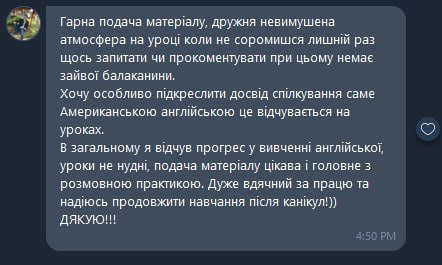 Гарна подача матеріалу, дружня невимушена
атмосфера на уроці коли не соромишся лишній раз
щось запитати чи прокоментувати при цьому немає
зайвої балаканини.
Хочу особливо підкреслити досвід спілкування саме
Американською англійською це відчувається на
уроках.
В загальному я відчув прогрес у вивченні англійської,
уроки не нудні, подача матеріалу цікава і головне з
розмовною практикою. Дуже вдячний за працю та
надіюсь продовжити навчання після канікул!))
ДЯКУЮ!!!
4:50 PM